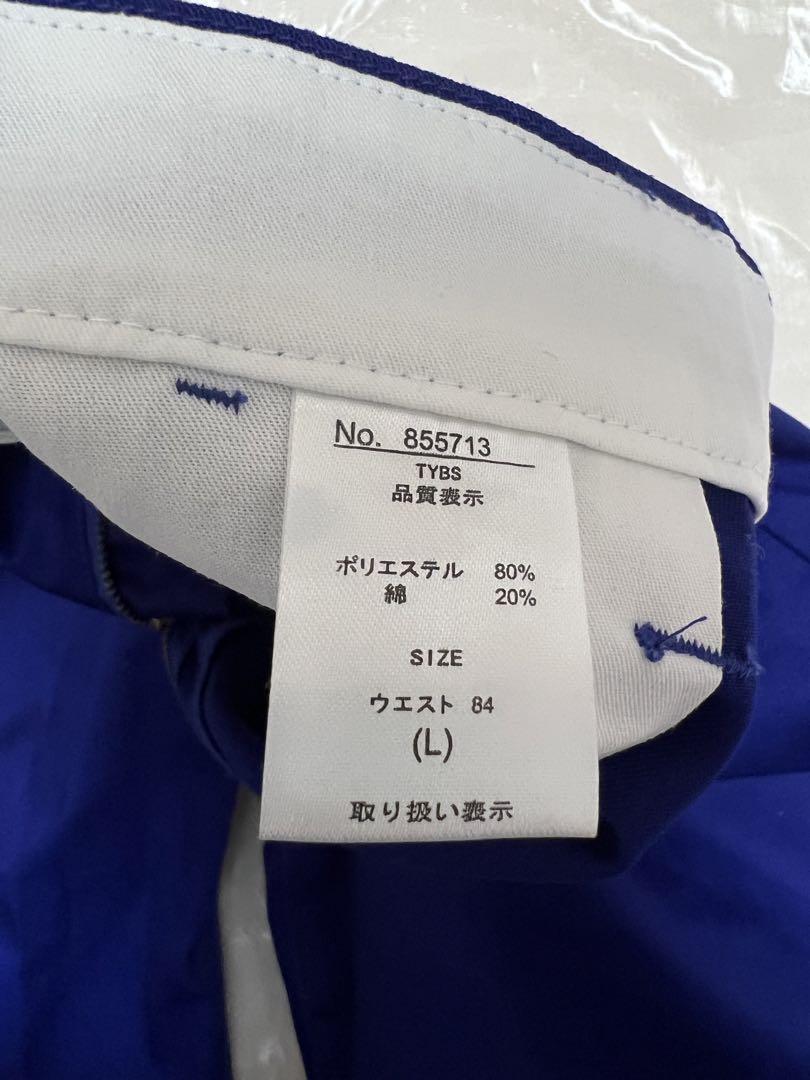 No. 855713
TYBS
品質表示
ポリエステル 80%
綿 20%
SIZE
ウエスト 84
(L)
取り扱い表示